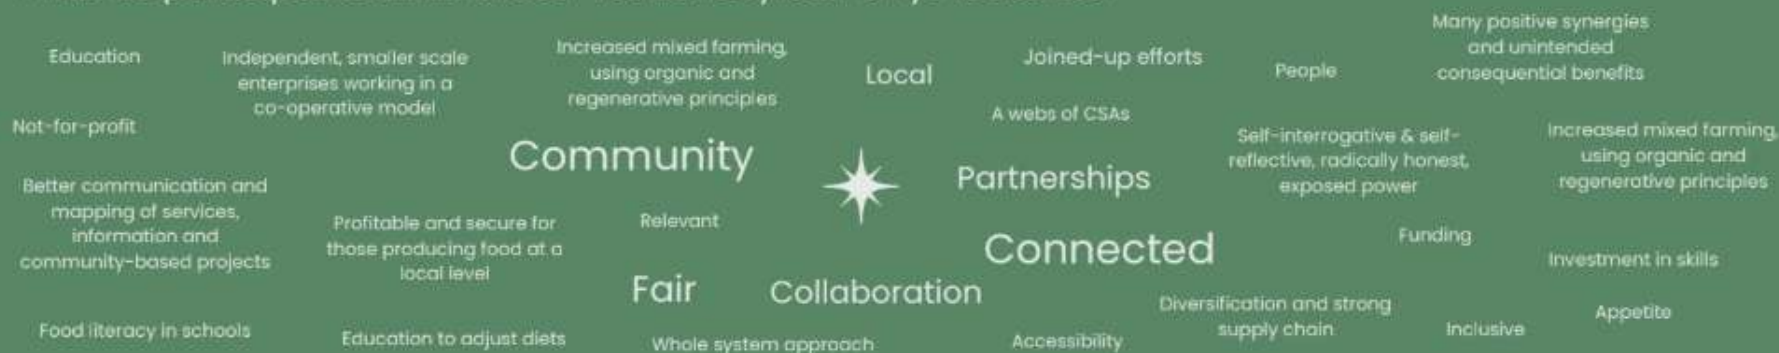 Many positive synergies
and unintended
consequential benefits
Education
Independent, smaller scale
enterprises working in a
co-operative model
Increased mixed farming,
using organic and
regenerative principles
Local
Joined-up efforts
People
Not-for-profit
A webs of CSAs
Community
Partnerships
Self-interrogative & self-
reflective, radically honest,
exposed power
Increased mixed farming,
using organic and
regenerative principles
Better communication and
mapping of services,
information and
community-based projects
Profitable and secure for
those producing food at a
local level
Relevant
Connected
Funding
Investment in skills
Fair
Collaboration
Diversification and strong
supply chain
Appetite
Inclusive
Food literacy in schools
Education to adjust diets
Whole system approach
Accessibility